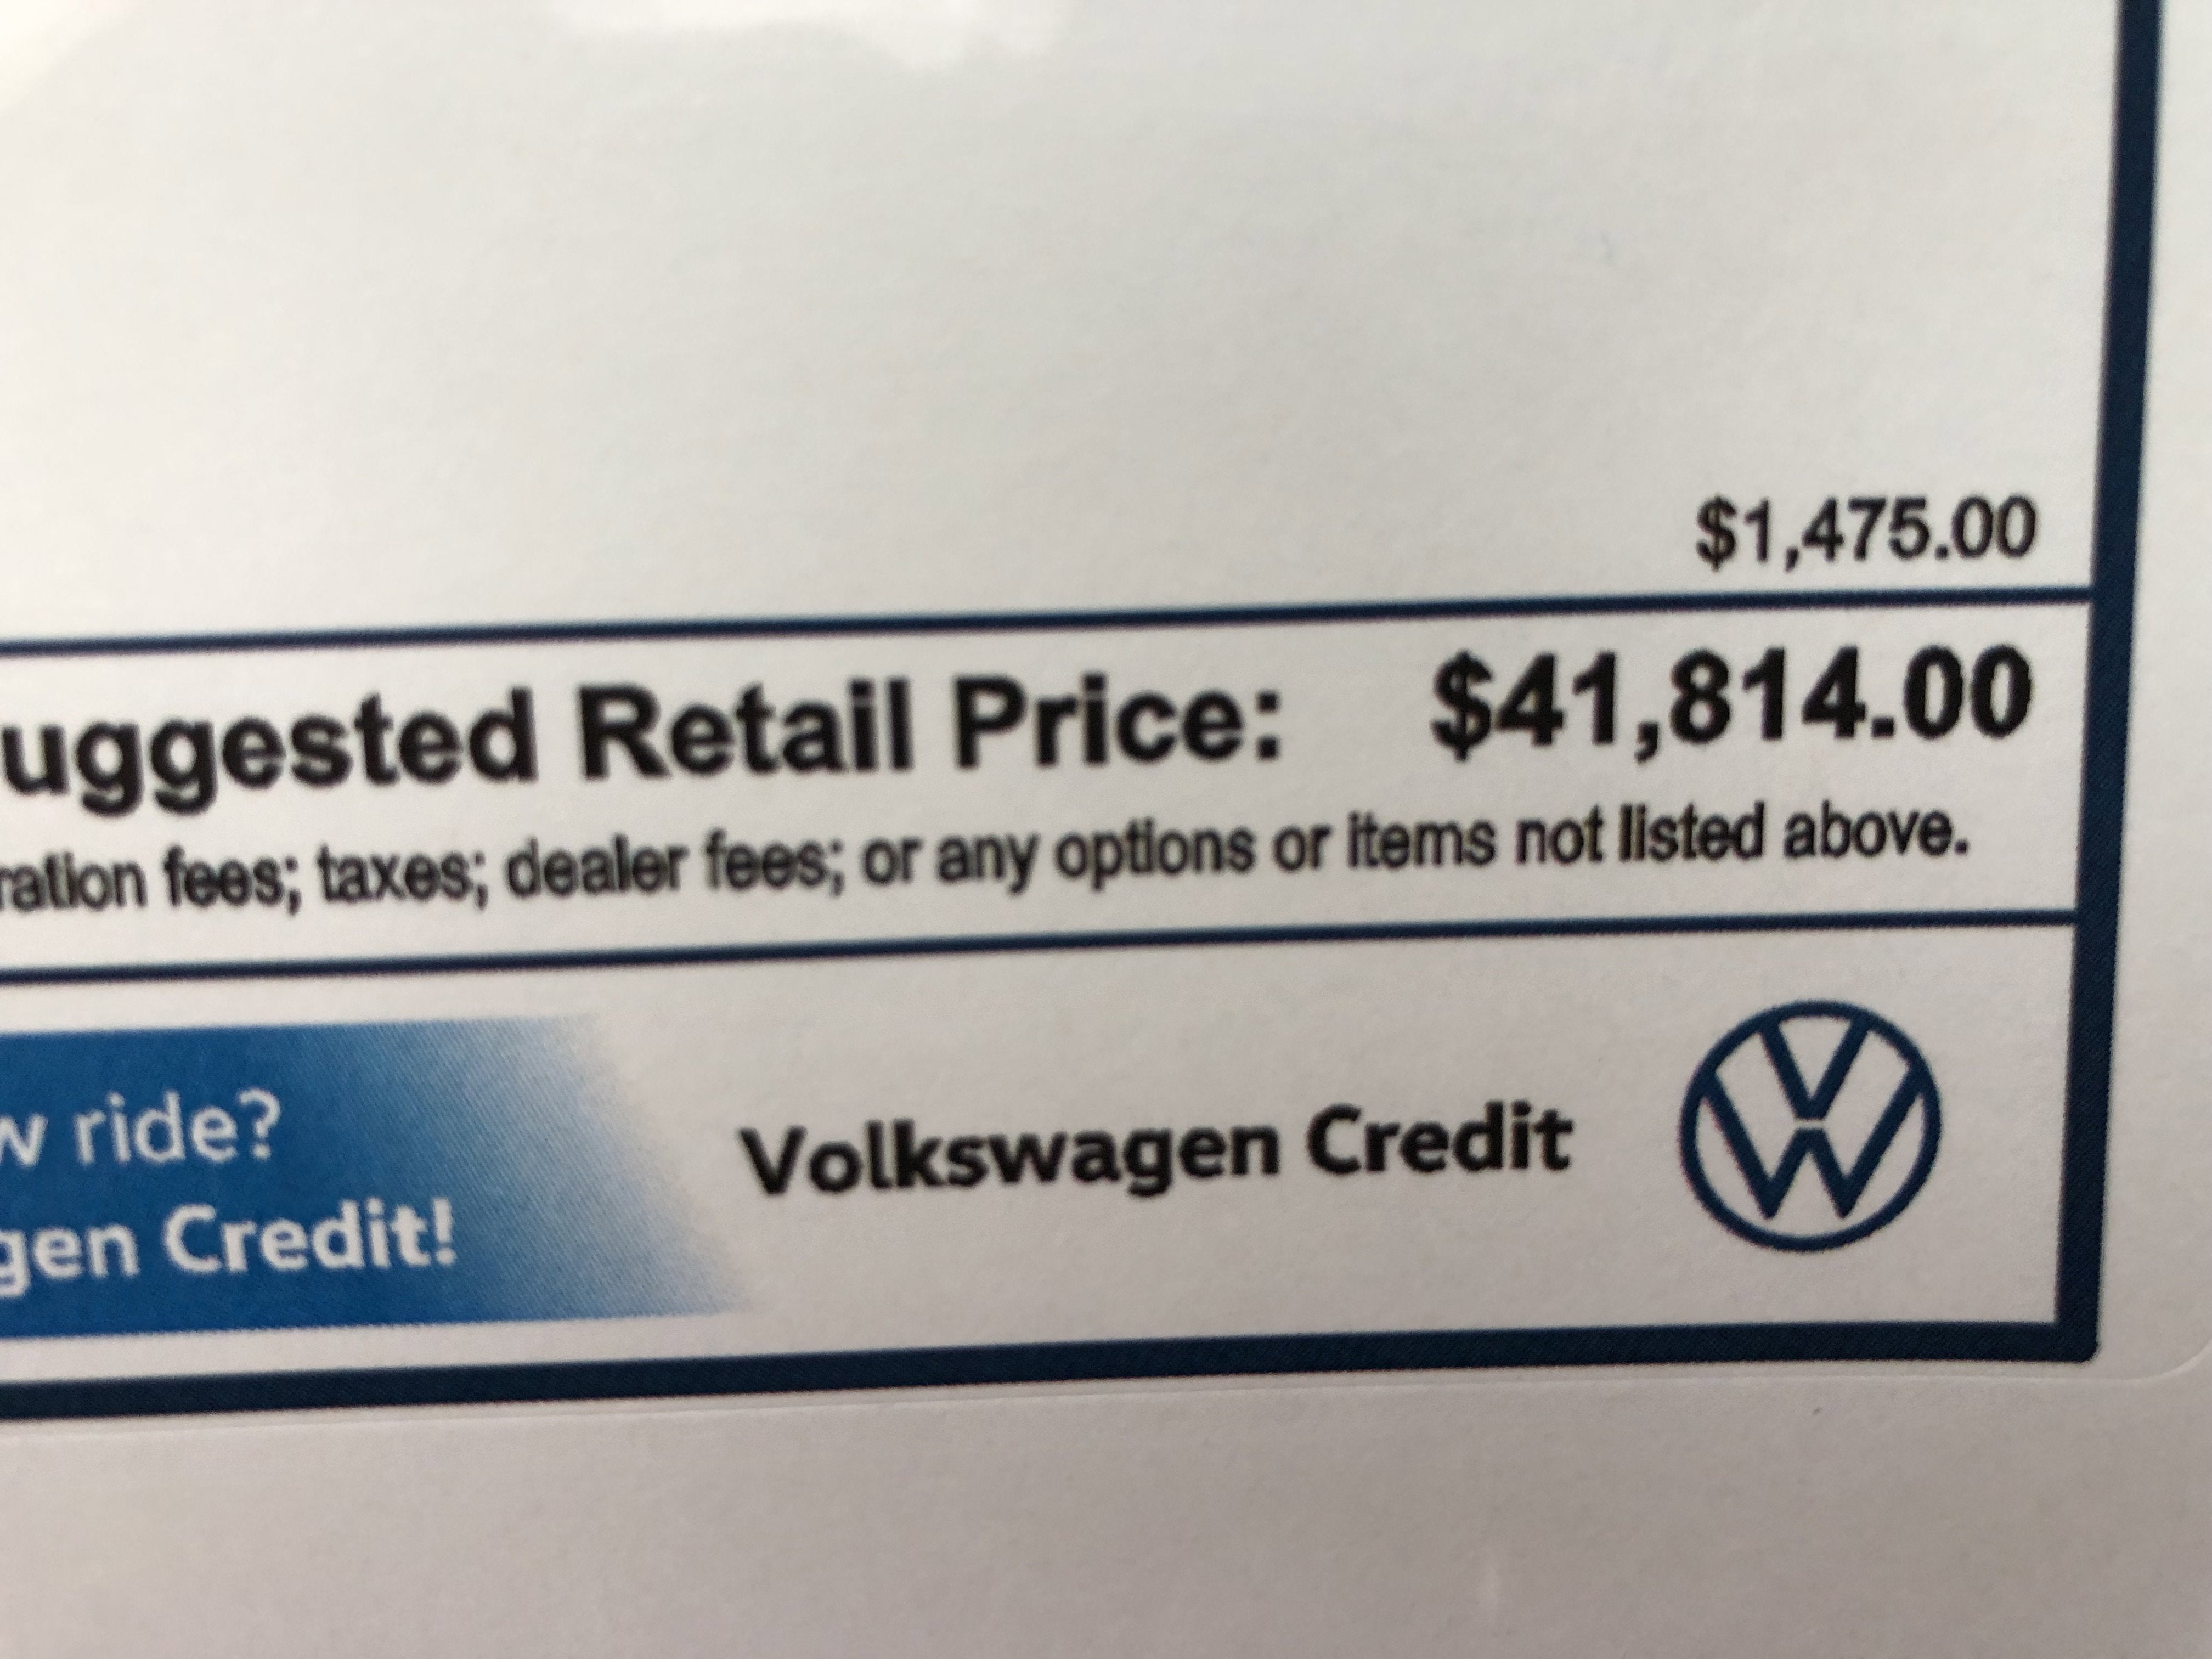 $1,475.00
uggested Retail Price: $41,814.00
ration fees; taxes; dealer fees; or any options or items not listed above.
w ride?
gen Credit!
Volkswagen Credit